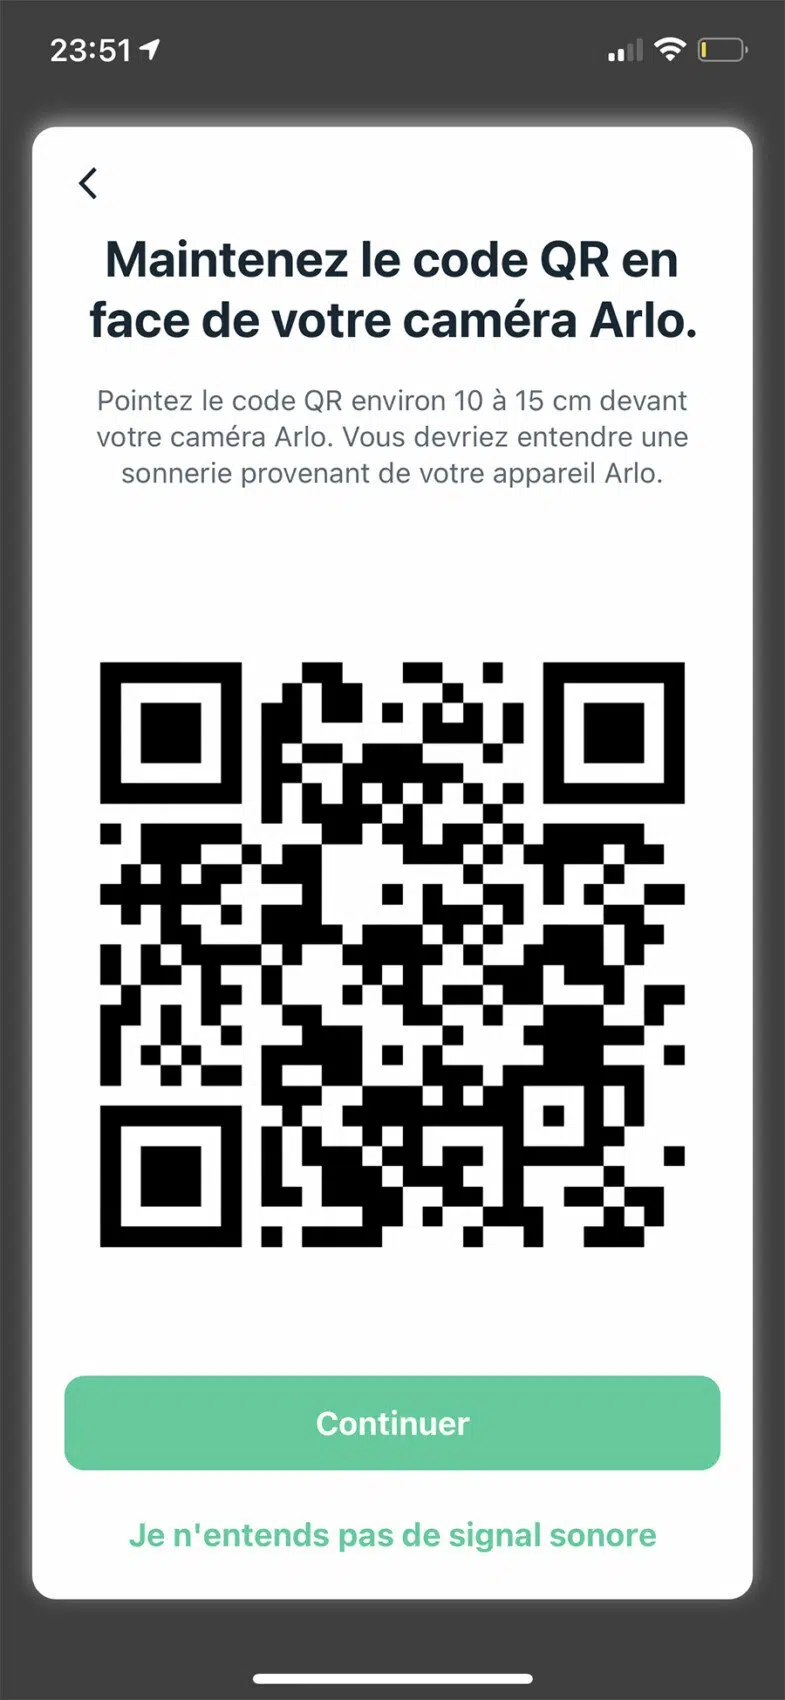 23:51
Maintenez le code QR en
face de votre caméra Arlo.
Pointez le code QR environ 10 à 15 cm devant
votre caméra Arlo. Vous devriez entendre une
sonnerie provenant de votre appareil Arlo.
Continuer
Je n'entends pas de signal sonore